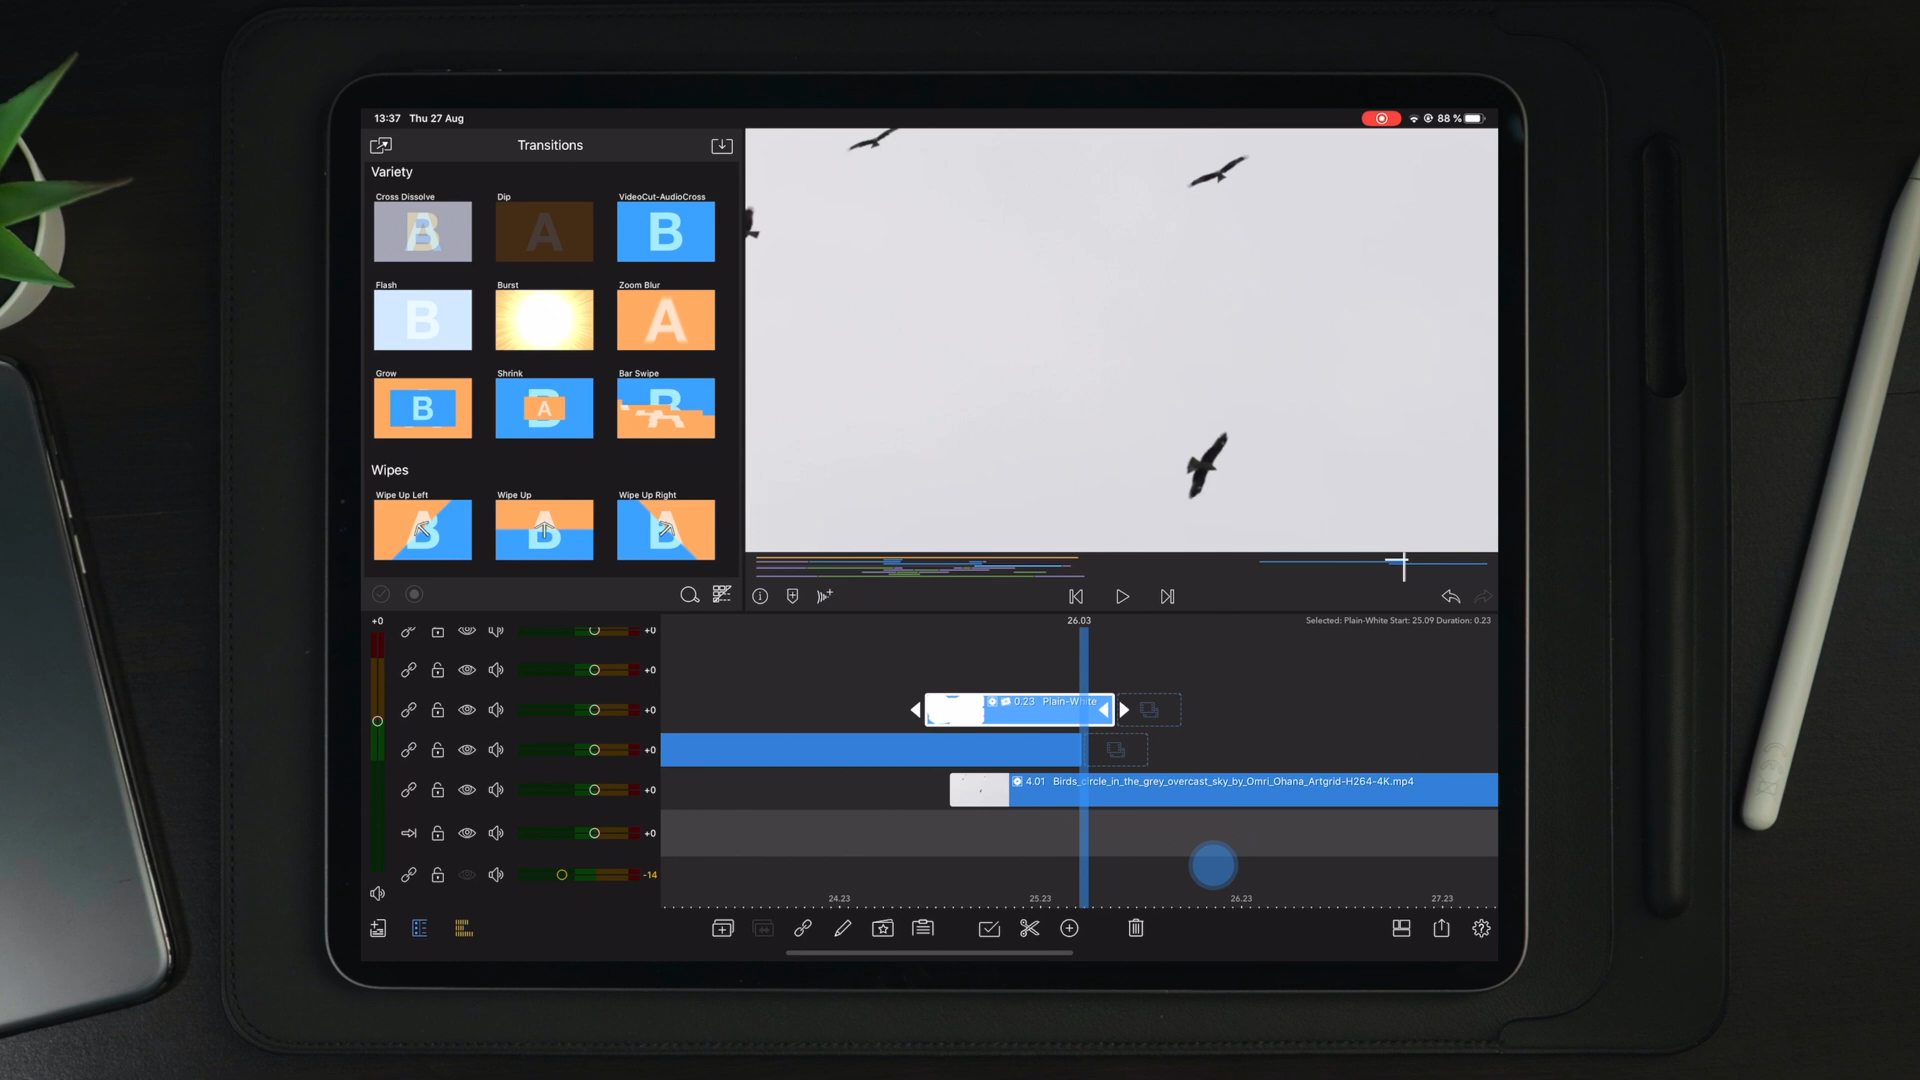 13:37 Thu 27 Aug
88 %
Transitions
Variety
Cross Dissolve
Dip
VideoCut-AudioCross
B
A
B
Flash
Burst
Zoom Blur
B
A
Grow
Shrink
Bar Swipe
B
A
B
Wipes
Wipe Up Left
Wipe Up
Wipe Up Right
B
B
B
+0
26.03
Selected: Plain-White Start: 25.09 Duration: 0.23
+0
+0
+0
0.23 Plain-White
+0
+0
4.01 Birds_circle_in_the_grey_overcast_sky_by_Omri_Ohana_Artgrid-H264-4K.mp4
+0
-14
24.23
25.23
26.23
27.23